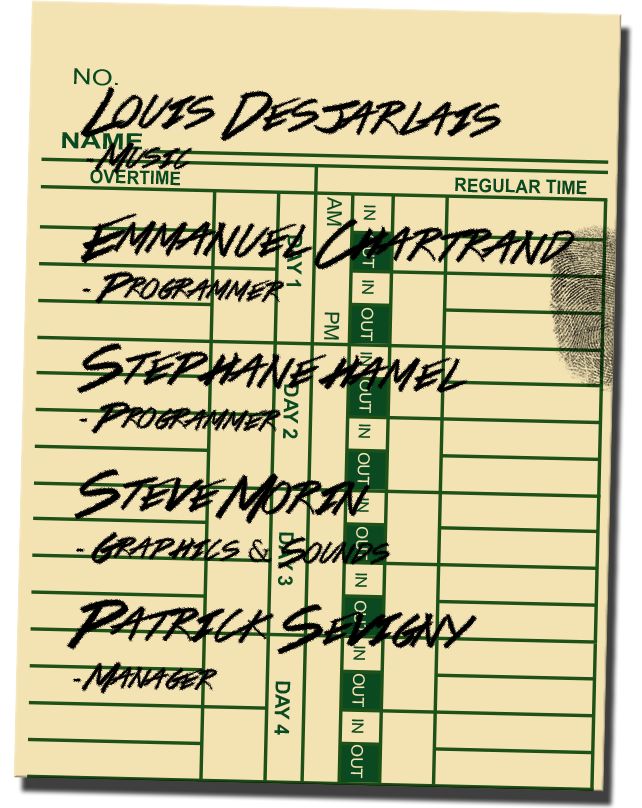 NO.
LOUIS DESJARLAIS
NAME
- MUSIC
OVERTIME
REGULAR TIME
AM
IN
EMMANUEL CHARTRAND
OUT
DAY 1
IN
- PROGRAMMER
PM
OUT
IN
STEPHANE HAMEL
OUT
DAY 2
- PROGRAMMER
IN
OUT
IN
STEVE MORIN
OUT
- GRAPHICS & SOUNDS
DAY 3
IN
OUT
PATRICK SEVIGNY
IN
- MANAGER
OUT
DAY 4
IN
OUT